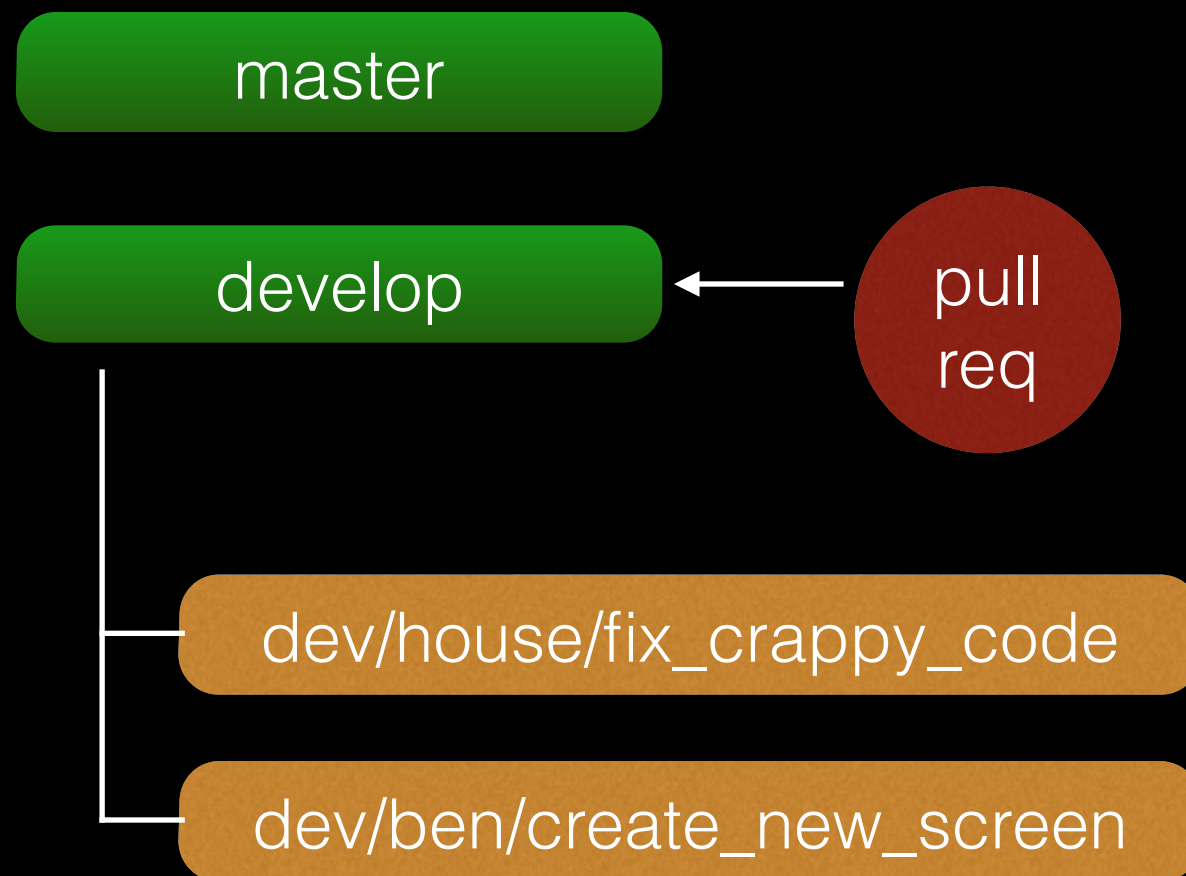 master
develop
pull
req
dev/house/fix_crappy_code
dev/ben/create_new_screen